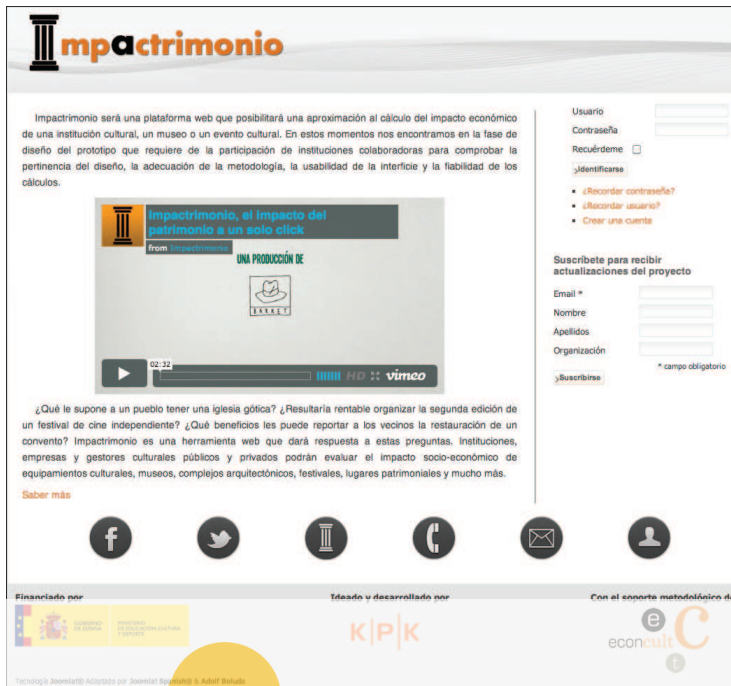 Impactrimonio
Impactrimonio será una plataforma web que posibilitará una aproximación al cálculo del impacto económico
de una institución cultural, un museo o un evento cultural. En estos momentos nos encontramos en la fase de
diseño del prototipo que requiere de la participación de instituciones colaboradoras para comprobar la
pertinencia del diseño, la adecuación de la metodología, la usabilidad de la interficie y la fiabilidad de los
cálculos.
Impactrimonio, el impacto del
patrimonio a un solo click
from Impactrimonio
UNA PRODUCCIÓN DE
BARRET
02:32
HD vimeo
¿Qué le supone a un pueblo tener una iglesia gótica? ¿Resultaría rentable organizar la segunda edición de
un festival de cine independiente? ¿Qué beneficios les puede reportar a los vecinos la restauración de un
convento? Impactrimonio es una herramienta web que dará respuesta a estas preguntas. Instituciones,
empresas y gestores culturales públicos y privados podrán evaluar el impacto socio-económico de
equipamientos culturales, museos, complejos arquitectónicos, festivales, lugares patrimoniales y mucho más.
Saber más
Usuario
Contraseña
Recuérdeme
Identificarse
¿Recordar contraseña?
¿Recordar usuario?
Crear una cuenta
Suscríbete para recibir
actualizaciones del proyecto
Email *
Nombre
Apellidos
Organización
* campo obligatorio
Suscribirse
Financiado por
GOBIERNO
DE ESPAÑA
MINISTERIO
DE EDUCACIÓN, CULTURA
Y DEPORTE
Ideado y desarrollado por
K|P|K
Con el soporte metodológico de
econcult
Tecnología Joomla!® Adaptado por Joomla! Spanish® & Adolf Boluda